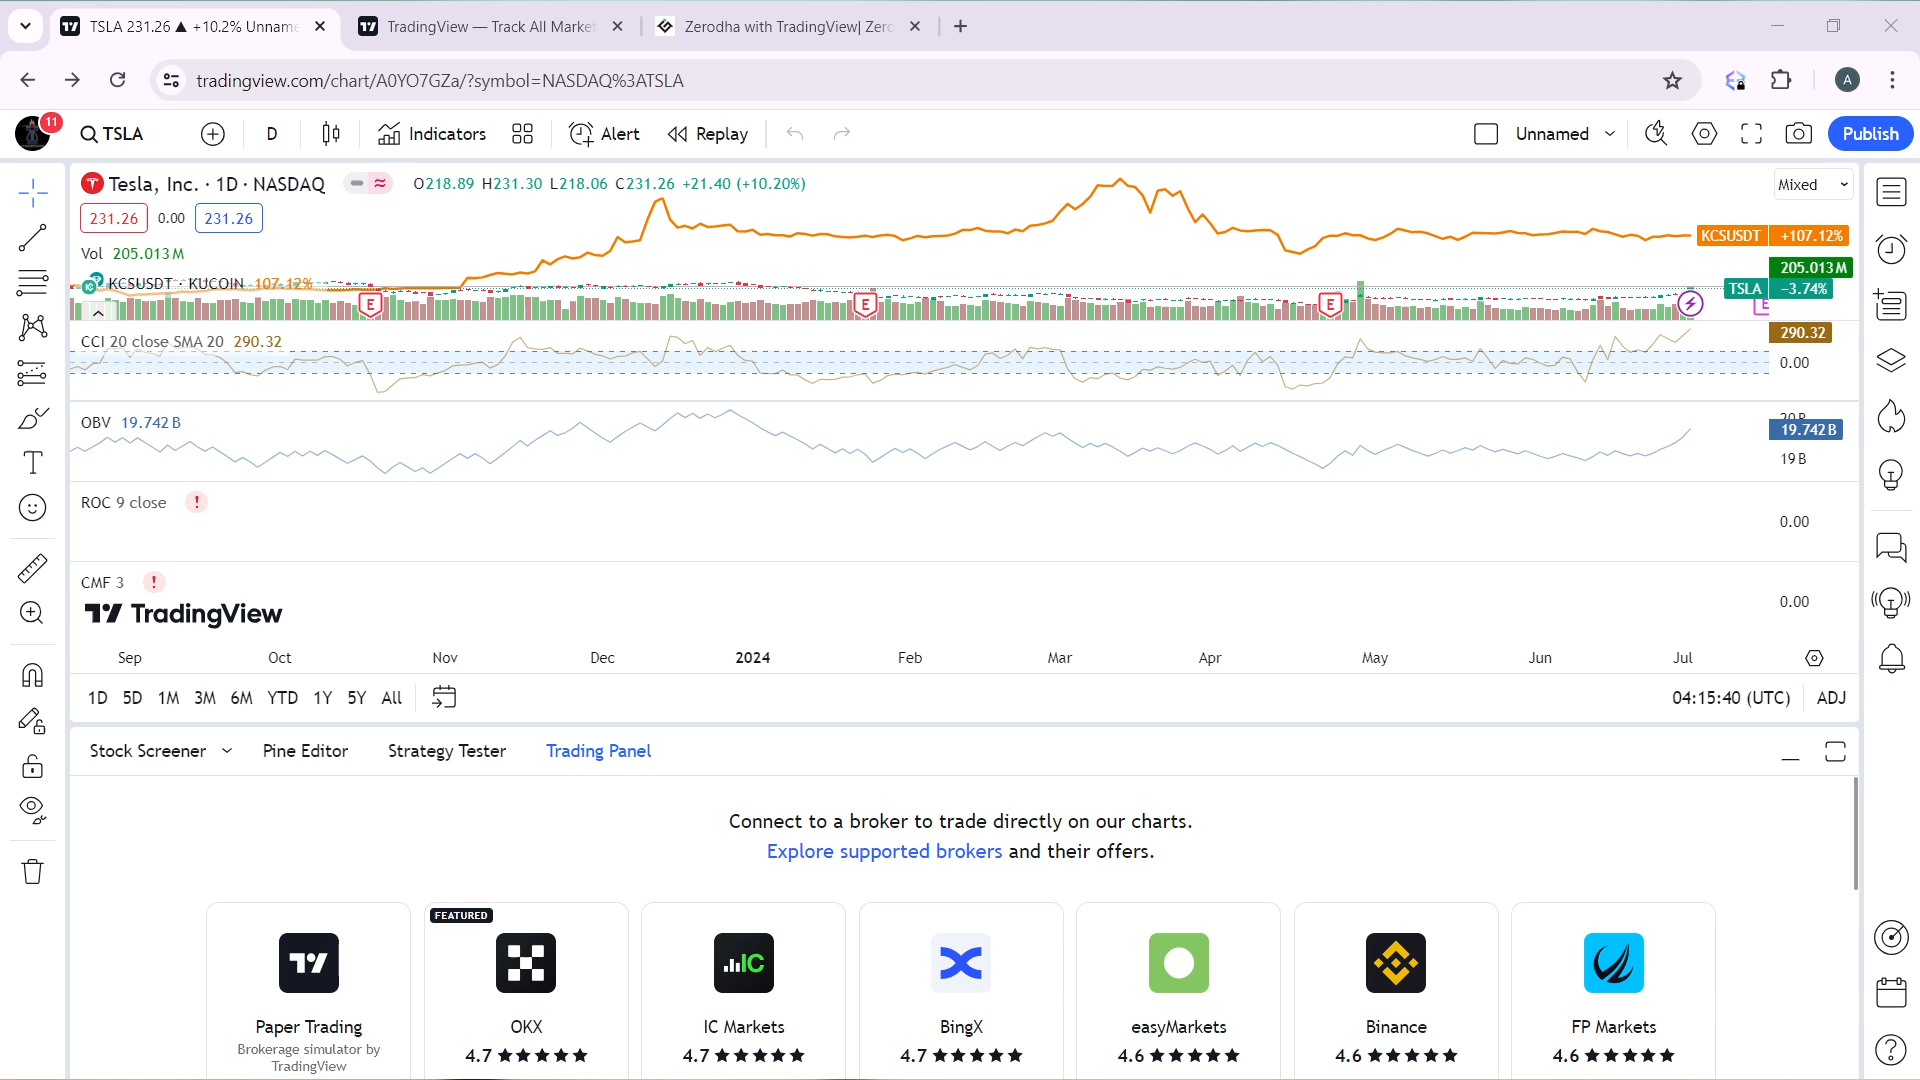 TSLA 231.26 ▲ +10.2% Unname
TradingView — Track All Market
Zerodha with TradingView| Zero
tradingview.com/chart/A0YO7GZa/?symbol=NASDAQ%3ATSLA
A
11
TSLA
D
Indicators
Alert
Replay
Unnamed
Publish
Tesla, Inc. · 1D · NASDAQ
O218.89 H231.30 L218.06 C231.26 +21.40 (+10.20%)
Mixed
231.26 0.00 231.26
KCSUSDT +107.12%
Vol 205.013 M
205.013 M
KCSUSDT · KUCOIN 107.12%
TSLA −3.74%
E
E
E
E
CCI 20 close SMA 20 290.32
290.32
0.00
OBV 19.742 B
20 B
19.742 B
19 B
ROC 9 close !
0.00
CMF 3 !
0.00
TradingView
Sep Oct Nov Dec 2024 Feb Mar Apr May Jun Jul
1D 5D 1M 3M 6M YTD 1Y 5Y All
04:15:40 (UTC) ADJ
Stock Screener Pine Editor Strategy Tester Trading Panel
Connect to a broker to trade directly on our charts.
Explore supported brokers and their offers.
FEATURED
IC
Paper Trading OKX IC Markets BingX easyMarkets Binance FP Markets
Brokerage simulator by
TradingView
4.7 ★★★★★ 4.7 ★★★★★ 4.7 ★★★★★ 4.6 ★★★★★ 4.6 ★★★★★ 4.6 ★★★★★